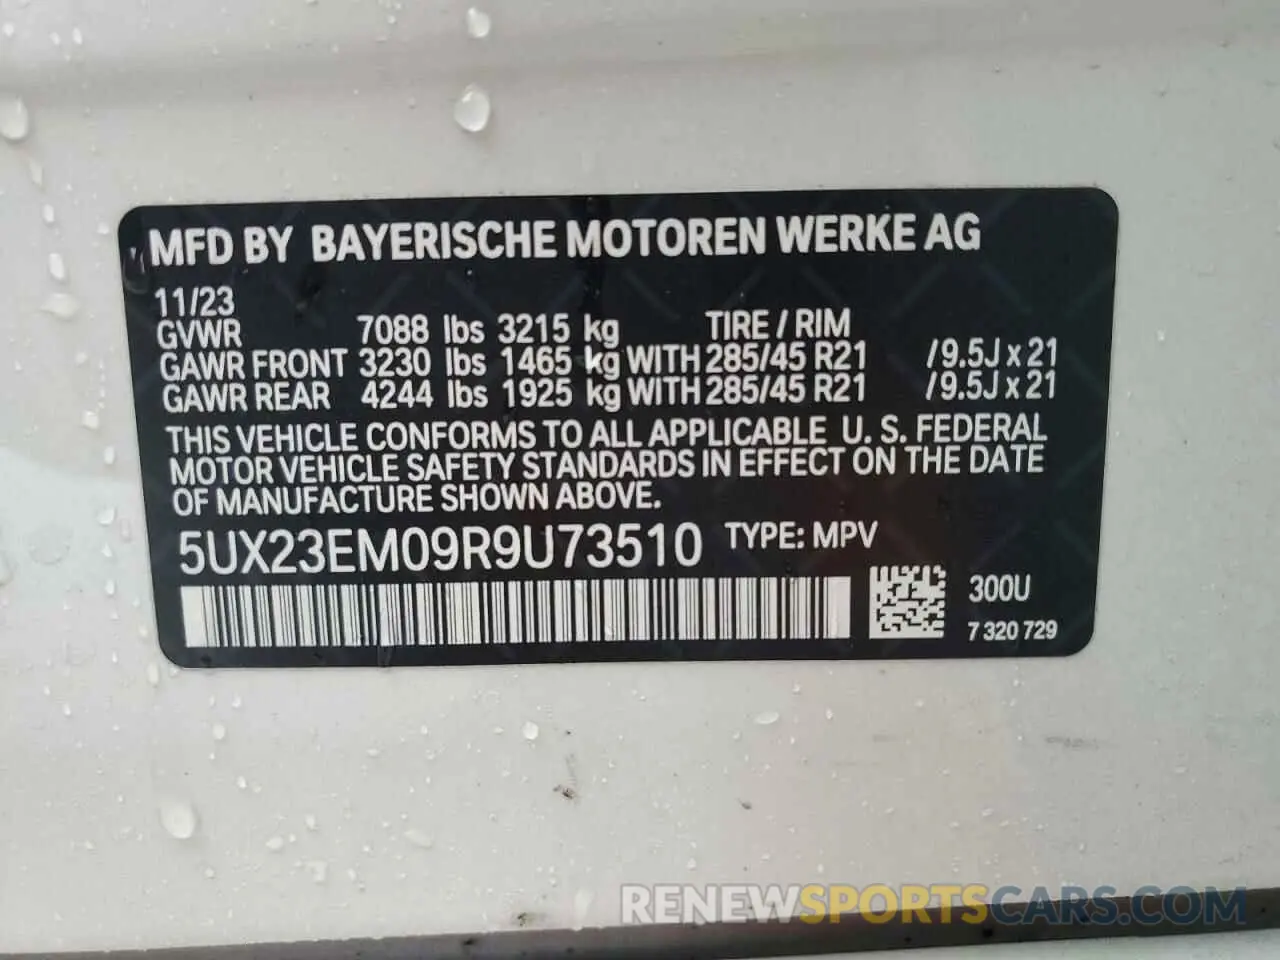 MFD BY BAYERISCHE MOTOREN WERKE AG
11/23
GVWR 7088 lbs 3215 kg TIRE / RIM
GAWR FRONT 3230 lbs 1465 kg WITH 285/45 R21 /9.5J x 21
GAWR REAR 4244 lbs 1925 kg WITH 285/45 R21 /9.5J x 21
THIS VEHICLE CONFORMS TO ALL APPLICABLE U. S. FEDERAL
MOTOR VEHICLE SAFETY STANDARDS IN EFFECT ON THE DATE
OF MANUFACTURE SHOWN ABOVE.
5UX23EM09R9U73510 TYPE: MPV
300U
7 320 729
RENEWSPORTSCARS.COM